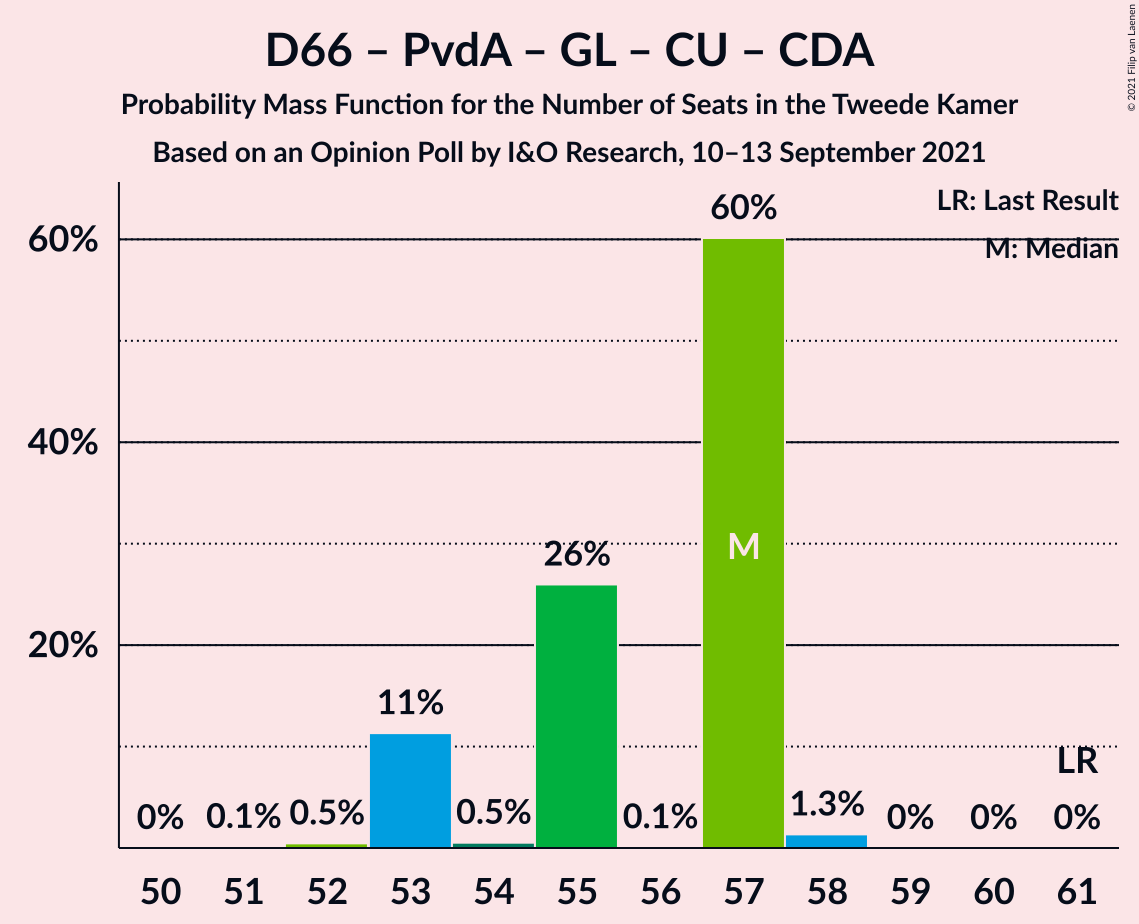 D66 – PvdA – GL – CU – CDA
Probability Mass Function for the Number of Seats in the Tweede Kamer
Based on an Opinion Poll by I&O Research, 10–13 September 2021
© 2021 Filip van Laenen
LR: Last Result
M: Median
60%
40%
20%
0%
0.1%
0.5%
11%
0.5%
26%
0.1%
60%
M
1.3%
0%
0%
LR
0%
50 51 52 53 54 55 56 57 58 59 60 61